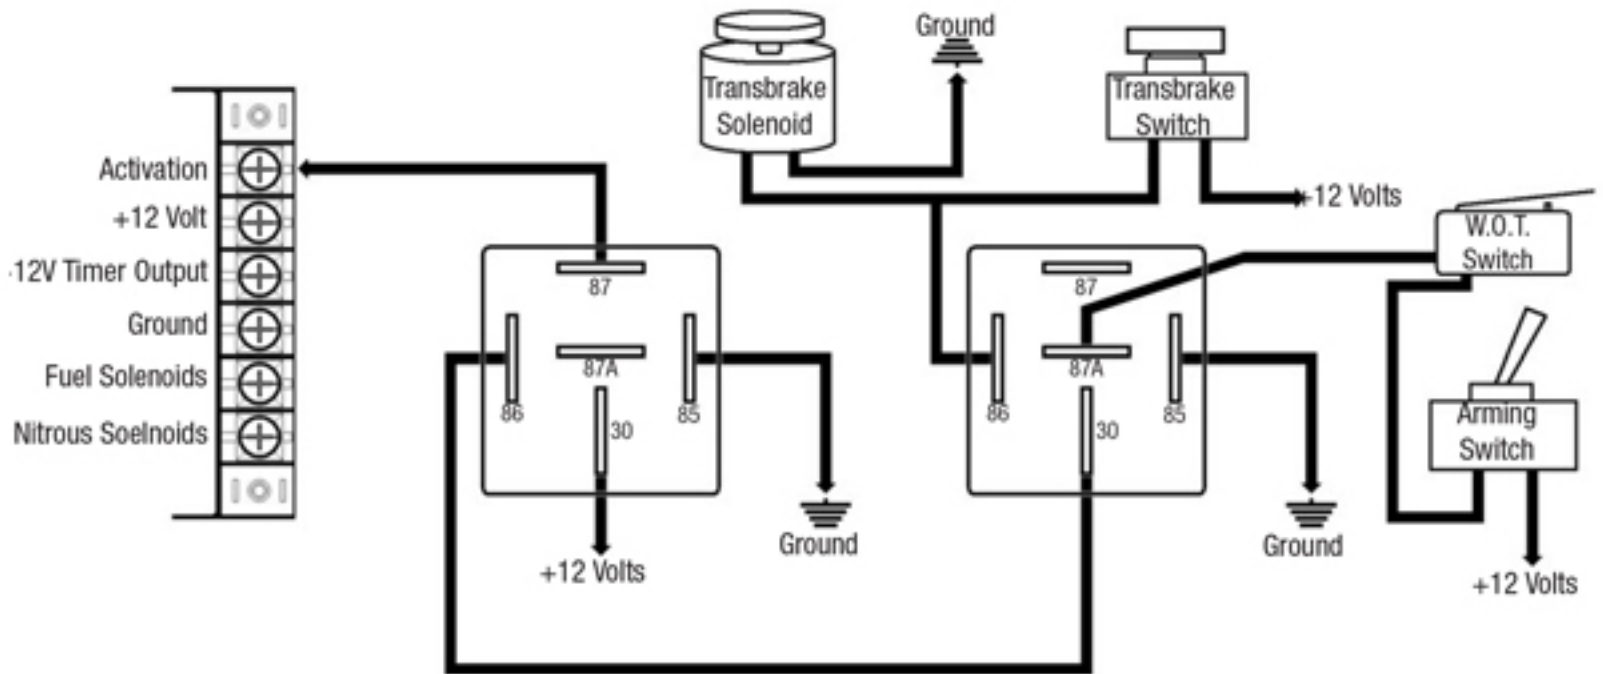 Activation
+12 Volt
-12V Timer Output
Ground
Fuel Solenoids
Nitrous Soelnoids
Transbrake
Solenoid
Ground
Transbrake
Switch
+12 Volts
W.O.T.
Switch
Arming
Switch
+12 Volts
87
87A
86
85
30
+12 Volts
Ground
87
87A
86
85
30
Ground